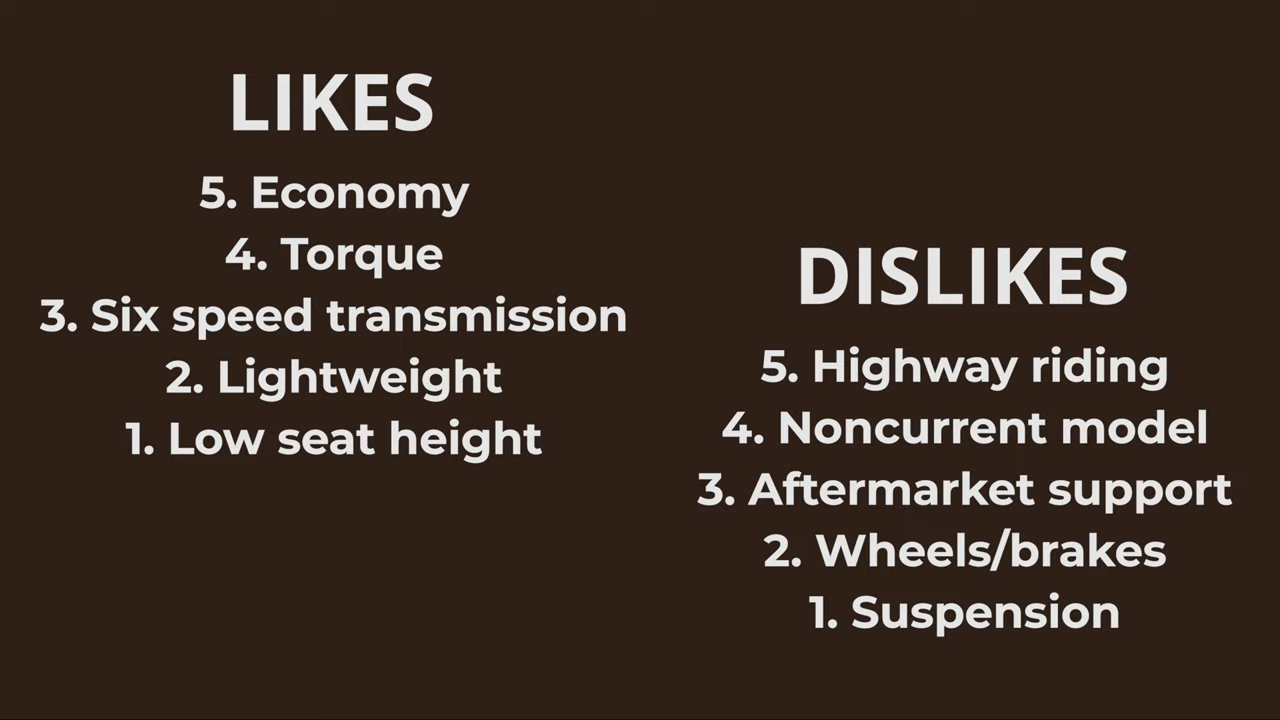 LIKES
5. Economy
4. Torque
3. Six speed transmission
2. Lightweight
1. Low seat height
DISLIKES
5. Highway riding
4. Noncurrent model
3. Aftermarket support
2. Wheels/brakes
1. Suspension